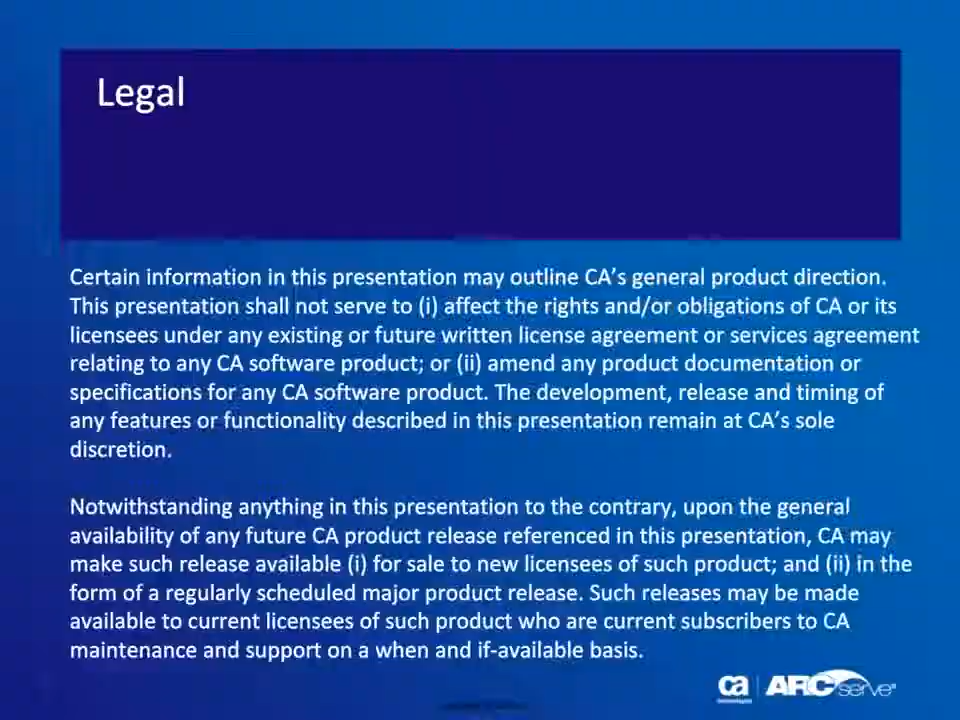 Legal
Certain information in this presentation may outline CA's general product direction.
This presentation shall not serve to (i) affect the rights and/or obligations of CA or its
licensees under any existing or future written license agreement or services agreement
relating to any CA software product; or (ii) amend any product documentation or
specifications for any CA software product. The development, release and timing of
any features or functionality described in this presentation remain at CA's sole
discretion.
Notwithstanding anything in this presentation to the contrary, upon the general
availability of any future CA product release referenced in this presentation, CA may
make such release available (i) for sale to new licensees of such product; and (ii) in the
form of a regularly scheduled major product release. Such releases may be made
available to current licensees of such product who are current subscribers to CA
maintenance and support on a when and if-available basis.
ca ARCserve®